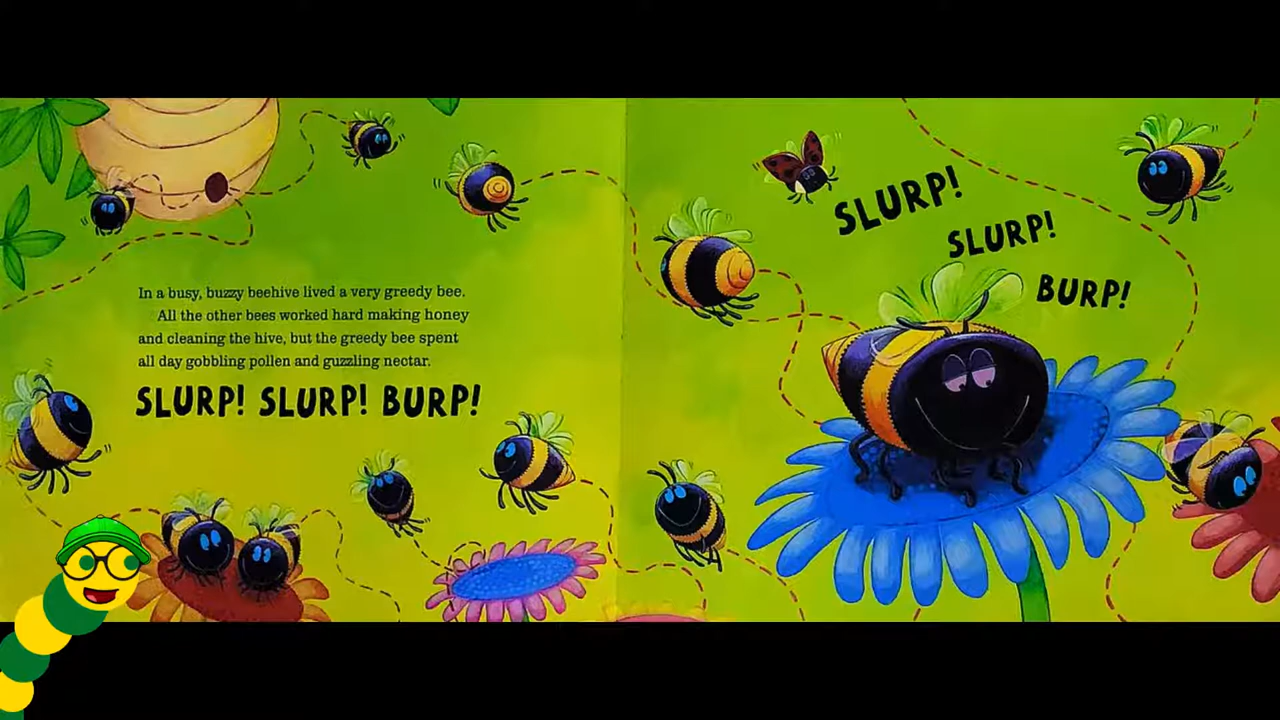 In a busy, buzzy beehive lived a very greedy bee.
All the other bees worked hard making honey
and cleaning the hive, but the greedy bee spent
all day gobbling pollen and guzzling nectar.
SLURP! SLURP! BURP!
SLURP!
SLURP!
BURP!